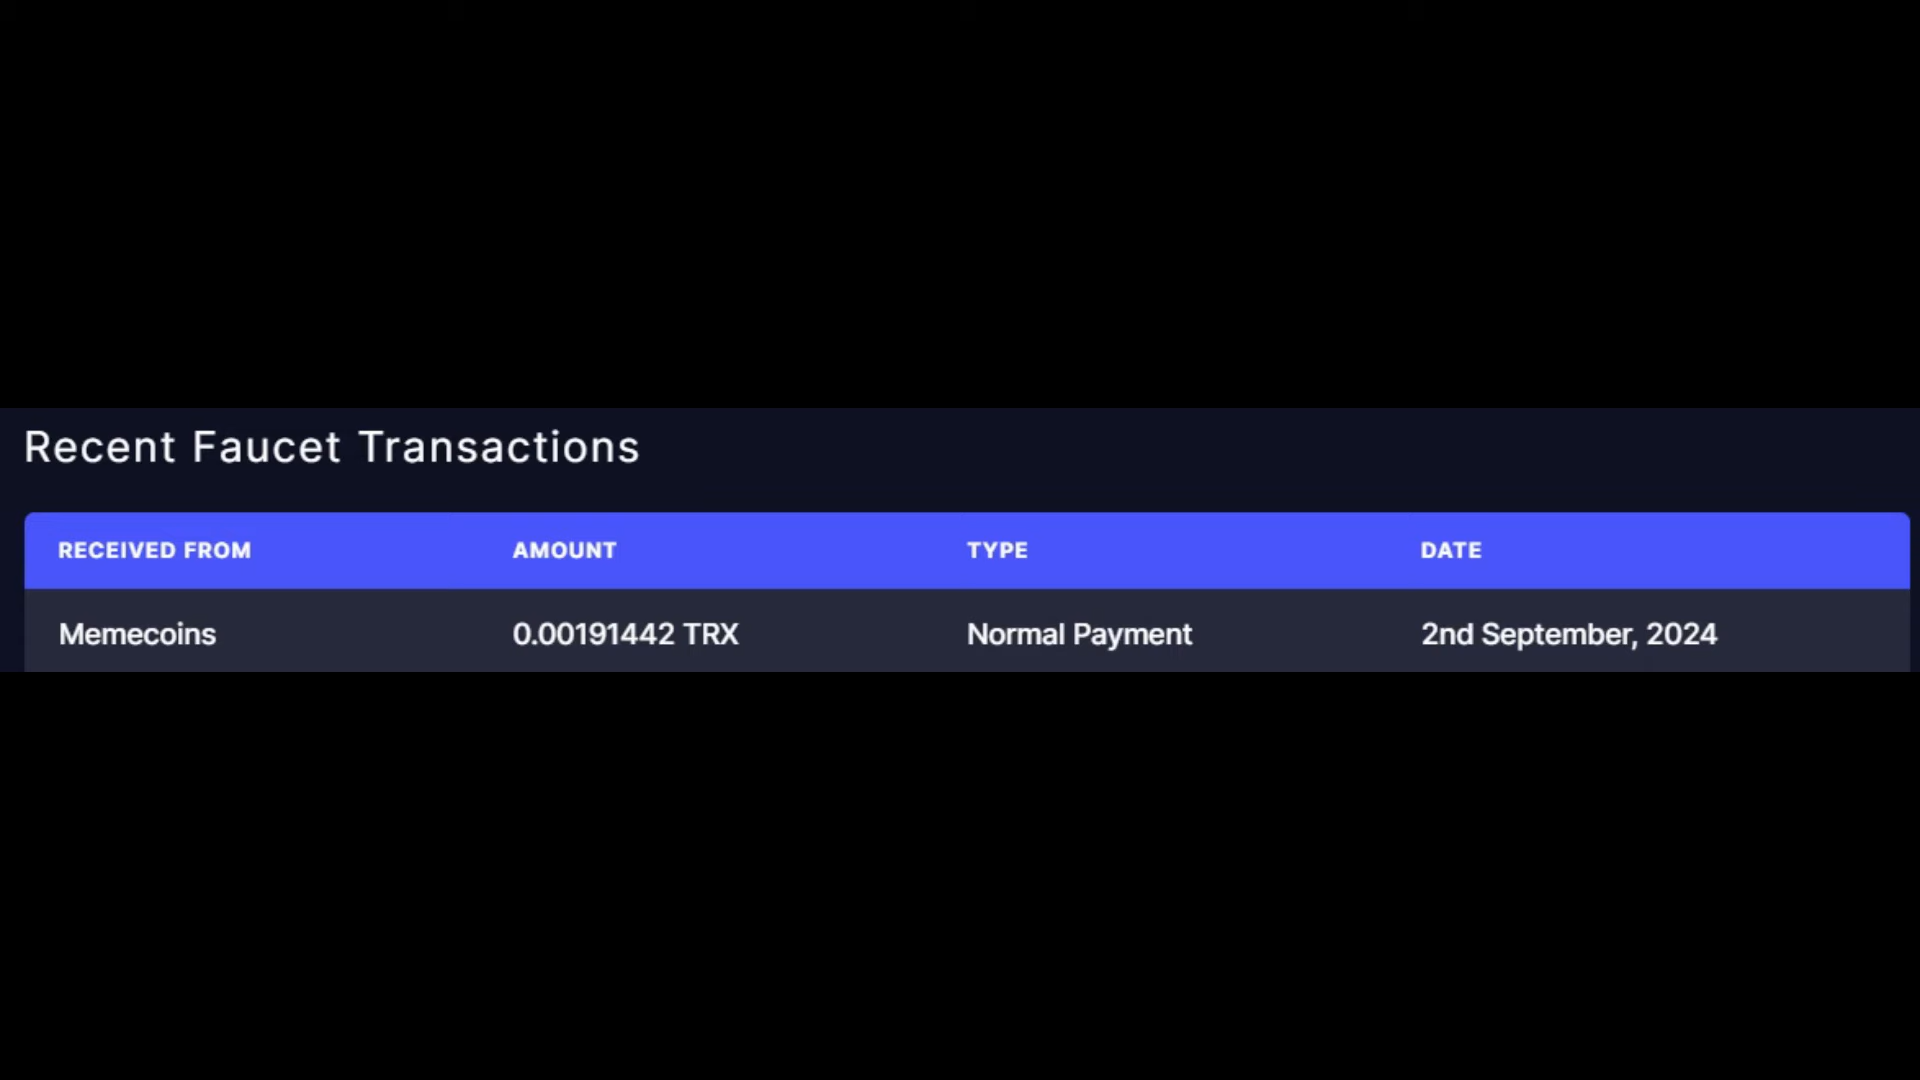 Recent Faucet Transactions
RECEIVED FROM AMOUNT TYPE DATE
Memecoins 0.00191442 TRX Normal Payment 2nd September, 2024